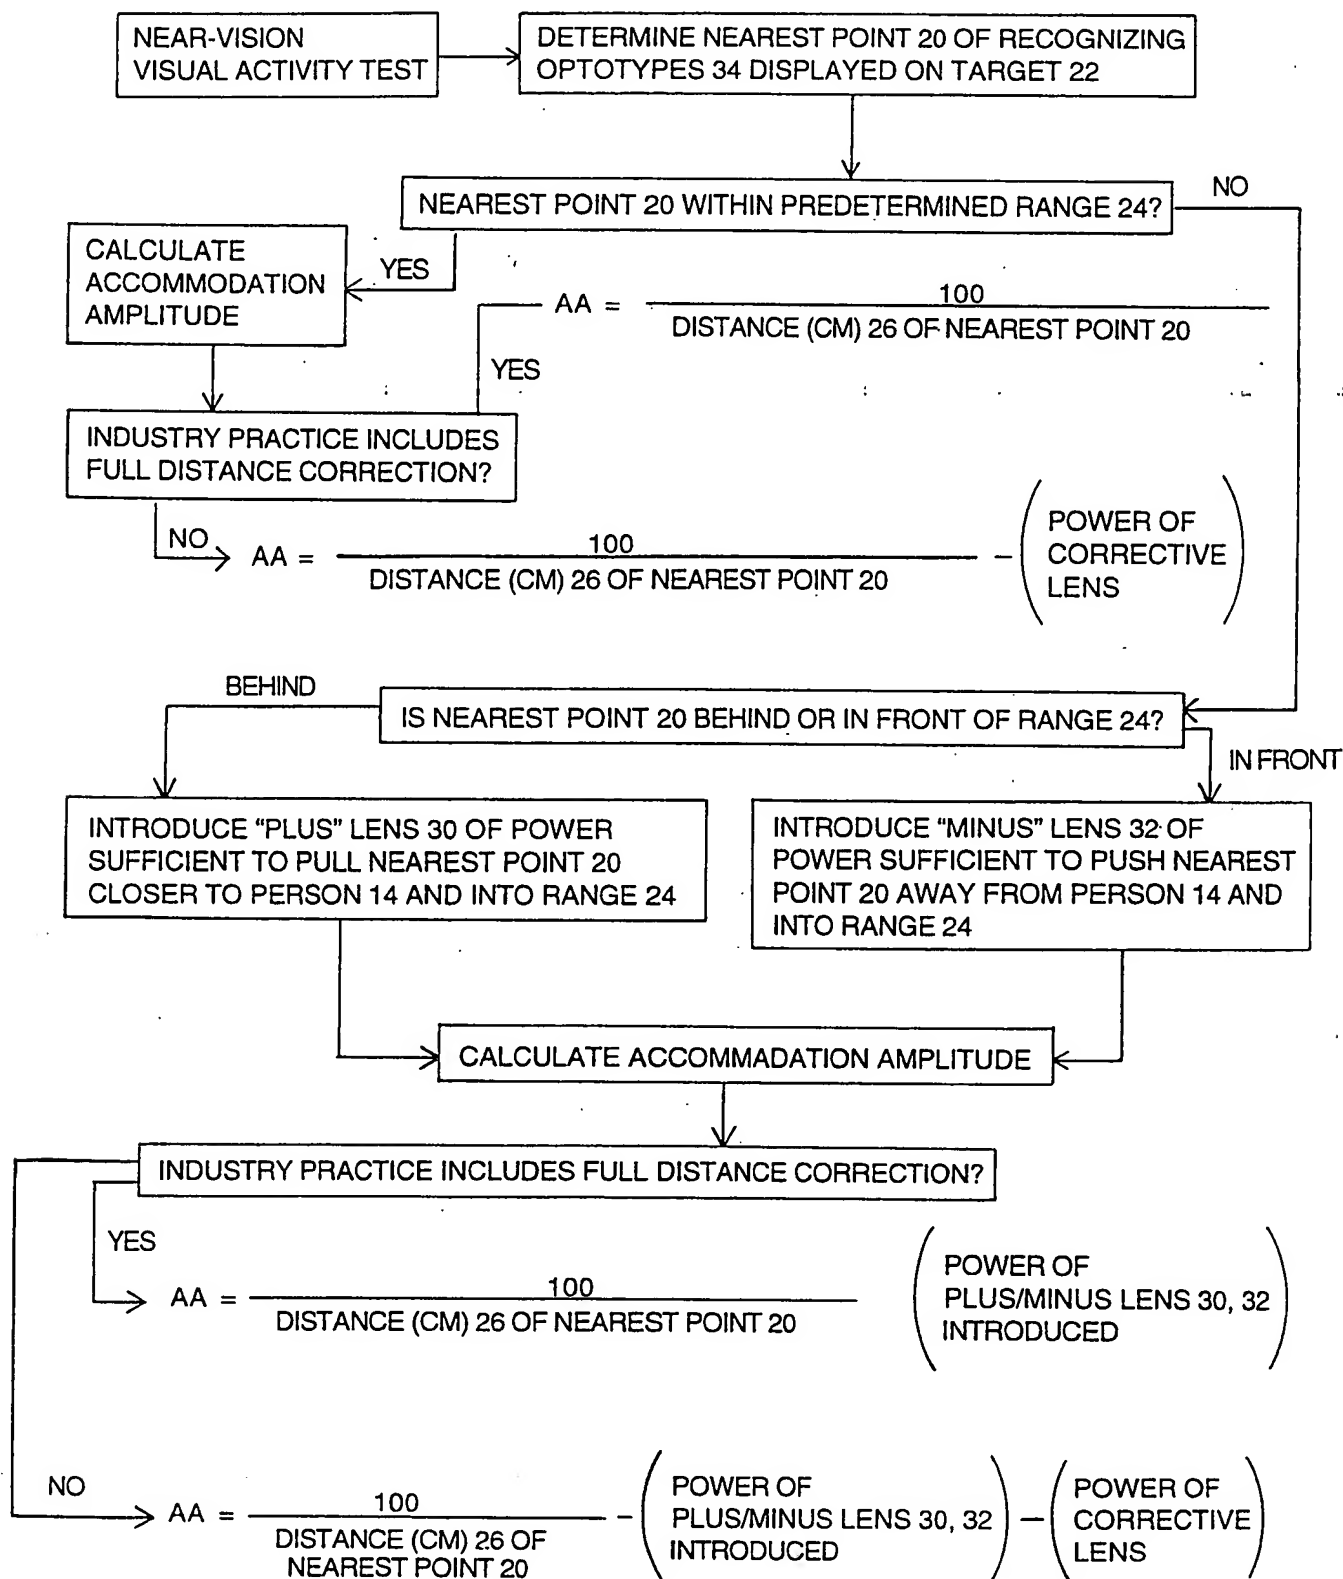 NEAR-VISION
VISUAL ACTIVITY TEST
DETERMINE NEAREST POINT 20 OF RECOGNIZING
OPTOTYPES 34 DISPLAYED ON TARGET 22
NEAREST POINT 20 WITHIN PREDETERMINED RANGE 24?
NO
YES
CALCULATE
ACCOMMODATION
AMPLITUDE
AA =
100
DISTANCE (CM) 26 OF NEAREST POINT 20
YES
INDUSTRY PRACTICE INCLUDES
FULL DISTANCE CORRECTION?
NO
AA =
100
DISTANCE (CM) 26 OF NEAREST POINT 20
–
(POWER OF
CORRECTIVE
LENS)
BEHIND
IS NEAREST POINT 20 BEHIND OR IN FRONT OF RANGE 24?
IN FRONT
INTRODUCE “PLUS” LENS 30 OF POWER
SUFFICIENT TO PULL NEAREST POINT 20
CLOSER TO PERSON 14 AND INTO RANGE 24
INTRODUCE “MINUS” LENS 32 OF
POWER SUFFICIENT TO PUSH NEAREST
POINT 20 AWAY FROM PERSON 14 AND
INTO RANGE 24
CALCULATE ACCOMMADATION AMPLITUDE
INDUSTRY PRACTICE INCLUDES FULL DISTANCE CORRECTION?
YES
AA =
100
DISTANCE (CM) 26 OF NEAREST POINT 20
(POWER OF
PLUS/MINUS LENS 30, 32
INTRODUCED)
NO
AA =
100
DISTANCE (CM) 26 OF
NEAREST POINT 20
–
(POWER OF
PLUS/MINUS LENS 30, 32
INTRODUCED)
–
(POWER OF
CORRECTIVE
LENS)